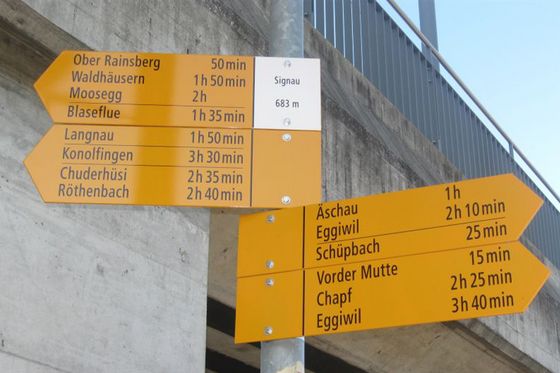 Ober Rainsberg 50 min
Waldhäusern 1 h 50 min
Moosegg 2 h
Blaseflue 1 h 35 min
Signau
683 m
Langnau 1 h 50 min
Konolfingen 3 h 30 min
Chuderhüsi 2 h 35 min
Röthenbach 2 h 40 min
Äschau 1 h
Eggiwil 2 h 10 min
Schüpbach 25 min
Vorder Mutte 15 min
Chapf 2 h 25 min
Eggiwil 3 h 40 min